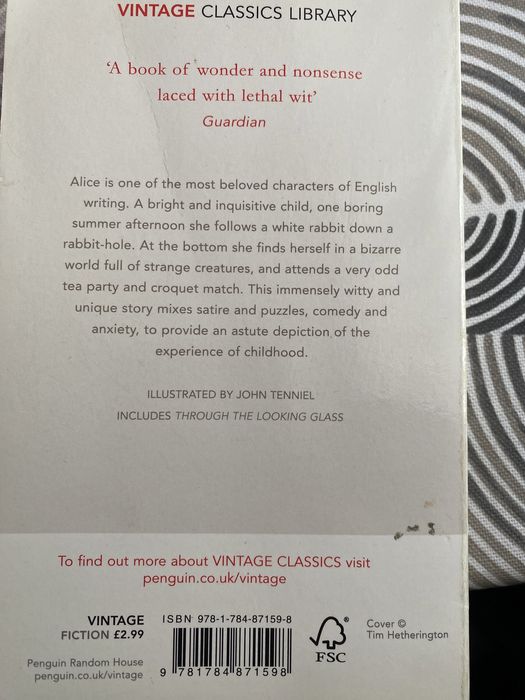 VINTAGE CLASSICS LIBRARY
‘A book of wonder and nonsense
laced with lethal wit’
Guardian
Alice is one of the most beloved characters of English
writing. A bright and inquisitive child, one boring
summer afternoon she follows a white rabbit down a
rabbit-hole. At the bottom she finds herself in a bizarre
world full of strange creatures, and attends a very odd
tea party and croquet match. This immensely witty and
unique story mixes satire and puzzles, comedy and
anxiety, to provide an astute depiction of the
experience of childhood.
ILLUSTRATED BY JOHN TENNIEL
INCLUDES THROUGH THE LOOKING GLASS
To find out more about VINTAGE CLASSICS visit
penguin.co.uk/vintage
VINTAGE
FICTION £2.99
Penguin Random House
penguin.co.uk/vintage
ISBN 978-1-784-87159-8
9 781784 871598
FSC
Cover ©
Tim Hetherington